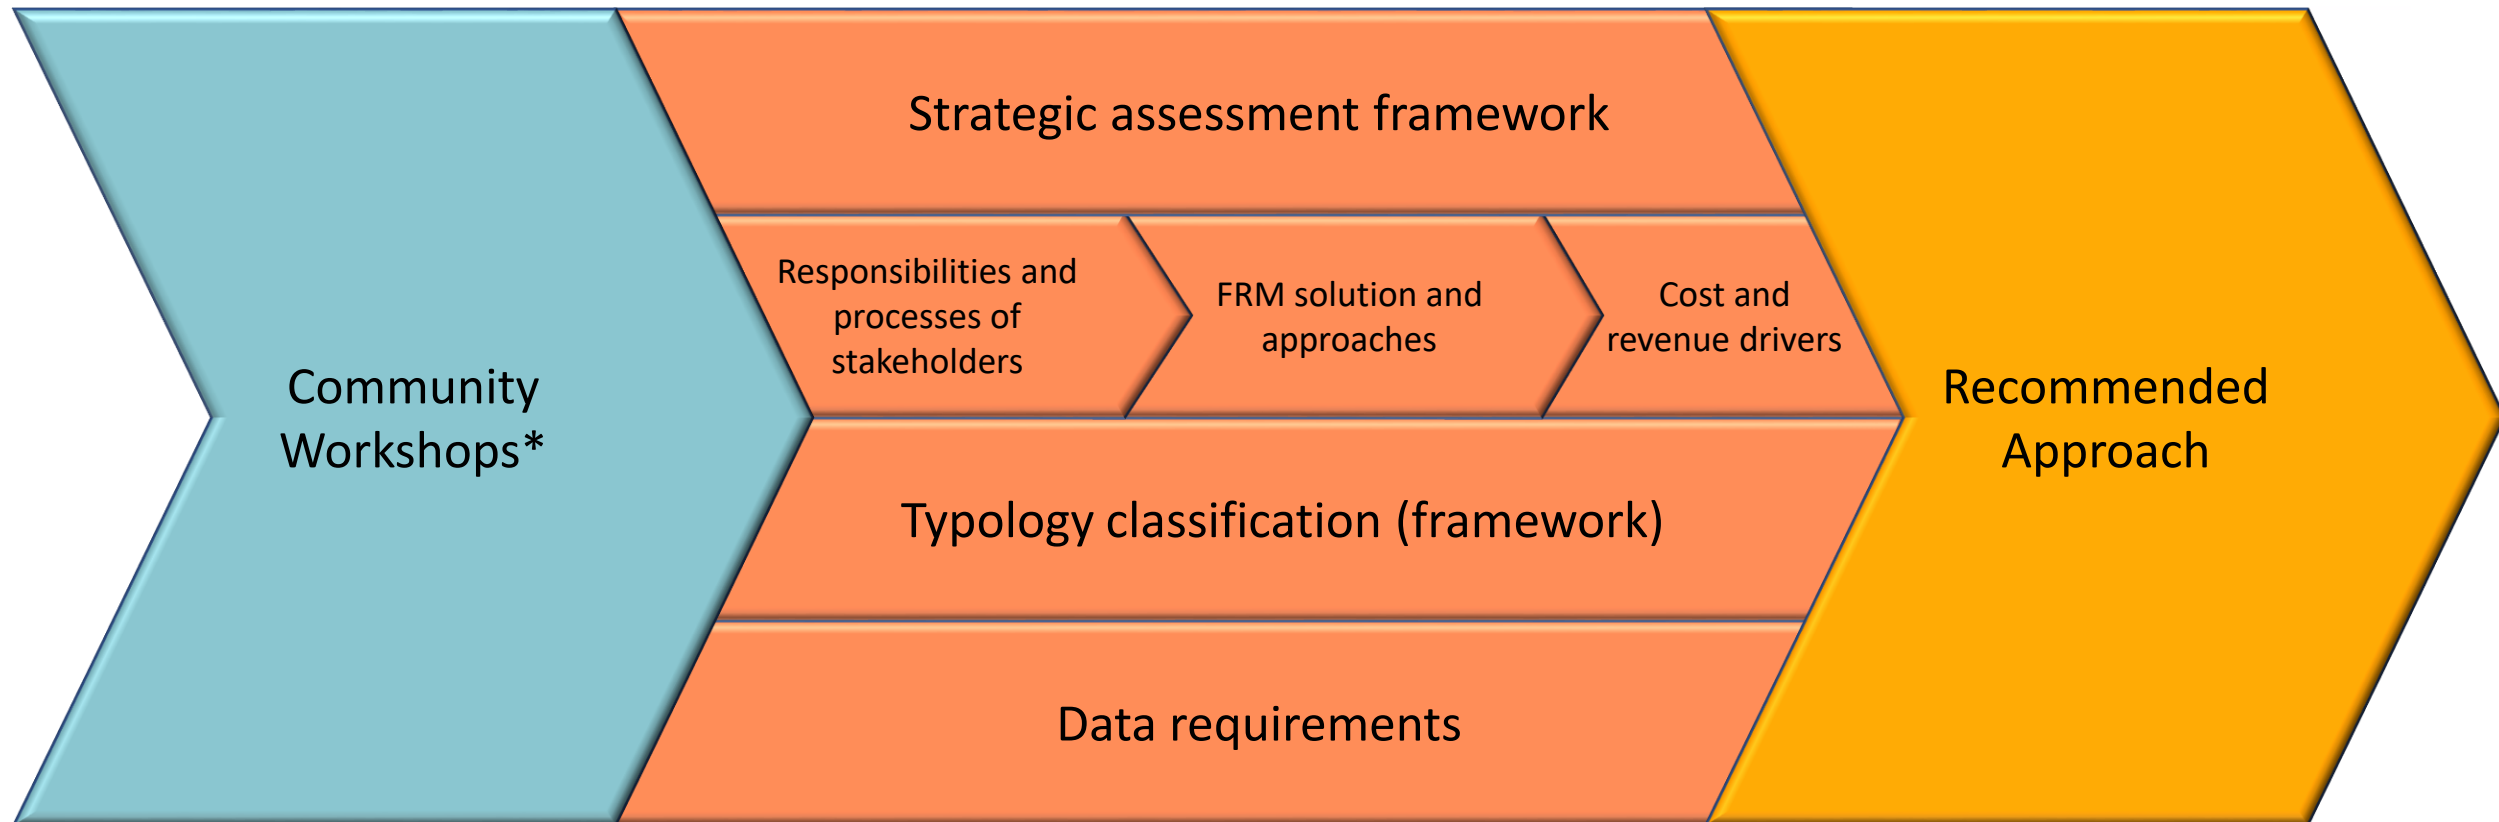 Community
Workshops*
Strategic assessment framework
Responsibilities and
processes of
stakeholders
FRM solution and
approaches
Cost and
revenue drivers
Typology classification (framework)
Data requirements
Recommended
Approach